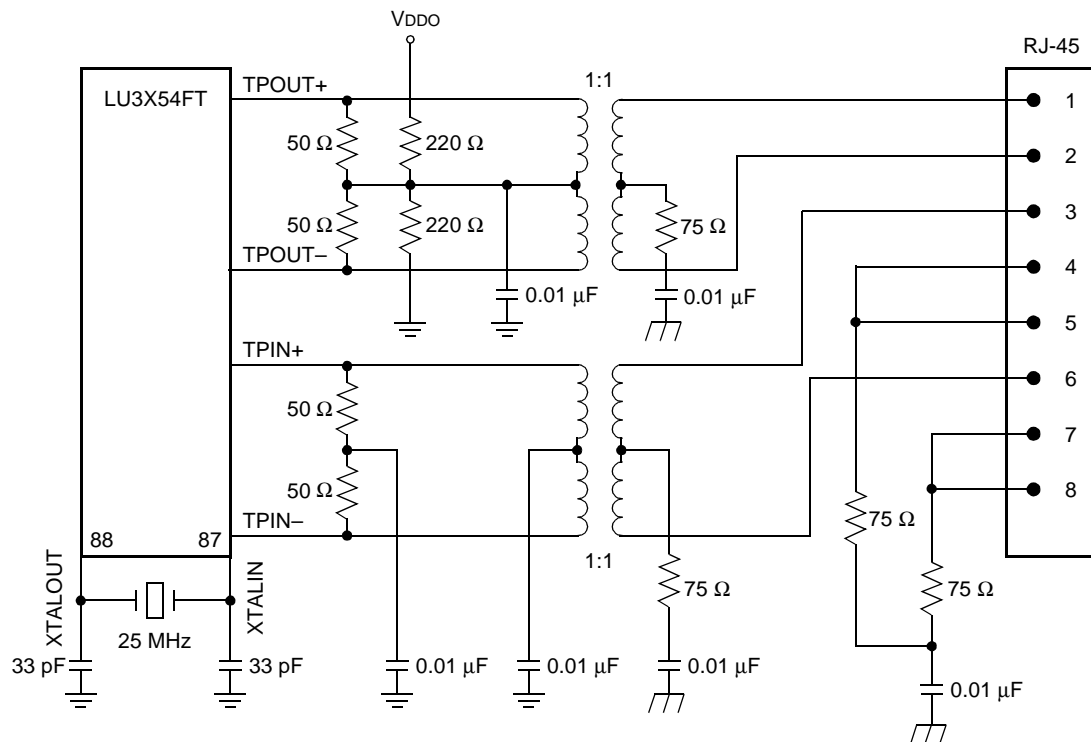 VDDO
RJ-45
LU3X54FT
TPOUT+
1:1
1
50 Ω
220 Ω
2
3
50 Ω
220 Ω
75 Ω
TPOUT–
4
0.01 μF
0.01 μF
5
TPIN+
6
50 Ω
7
50 Ω
8
75 Ω
TPIN–
88
87
1:1
XTALOUT
XTALIN
75 Ω
75 Ω
25 MHz
33 pF
33 pF
0.01 μF
0.01 μF
0.01 μF
0.01 μF